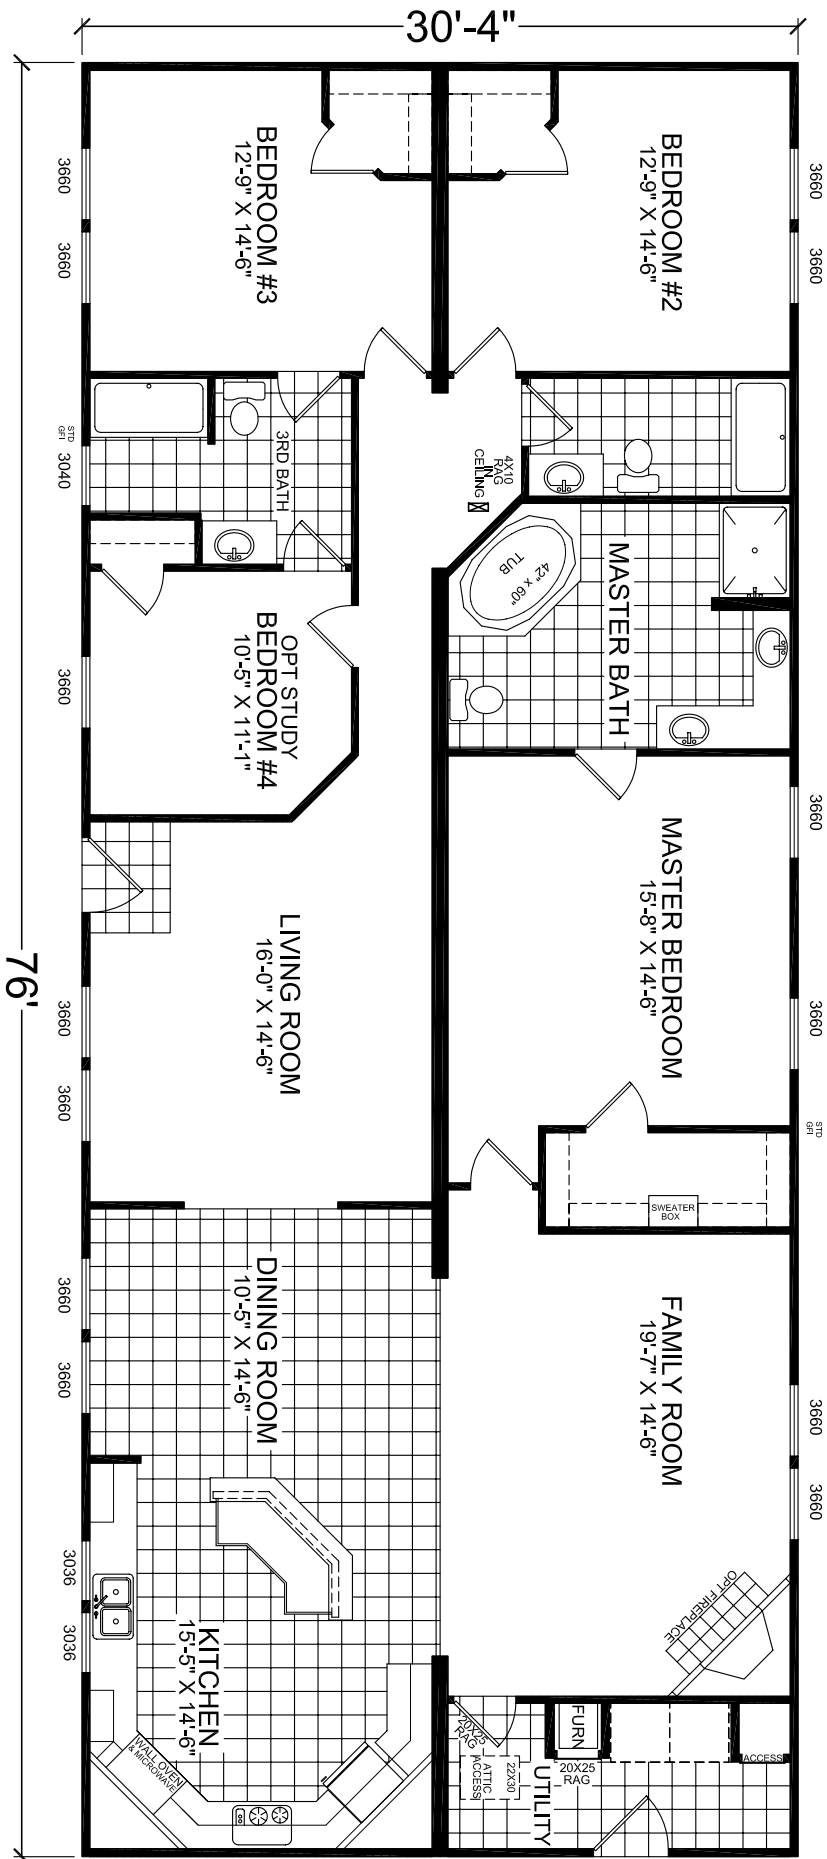 30'-4"
76'
BEDROOM #3
12'-9" X 14'-6"
BEDROOM #2
12'-9" X 14'-6"
3660
3660
3660
3660
STD
GFI
3040
3RD BATH
4X10
RAG
IN
CEILING
42" x 60"
TUB
MASTER BATH
OPT STUDY
BEDROOM #4
10'-5" X 11'-1"
3660
3660
MASTER BEDROOM
15'-8" X 14'-6"
LIVING ROOM
16'-0" X 14'-6"
3660
3660
3660
STD
GFI
SWEATER
BOX
DINING ROOM
10'-5" X 14'-6"
3660
3660
FAMILY ROOM
19'-7" X 14'-6"
3660
3660
OPT FIREPLACE
3036
3036
KITCHEN
15'-5" X 14'-6"
WALL OVEN
& MICROWAVE
20X25
RAG
22X30
ATTIC
ACCESS
FURN
20X25
RAG
UTILITY
ACCESS